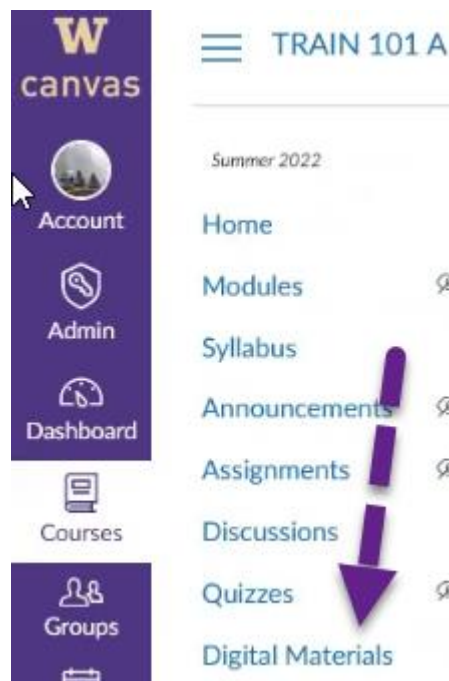 W
canvas
Account
Admin
Dashboard
Courses
Groups
TRAIN 101 A
Summer 2022
Home
Modules
Syllabus
Announcements
Assignments
Discussions
Quizzes
Digital Materials